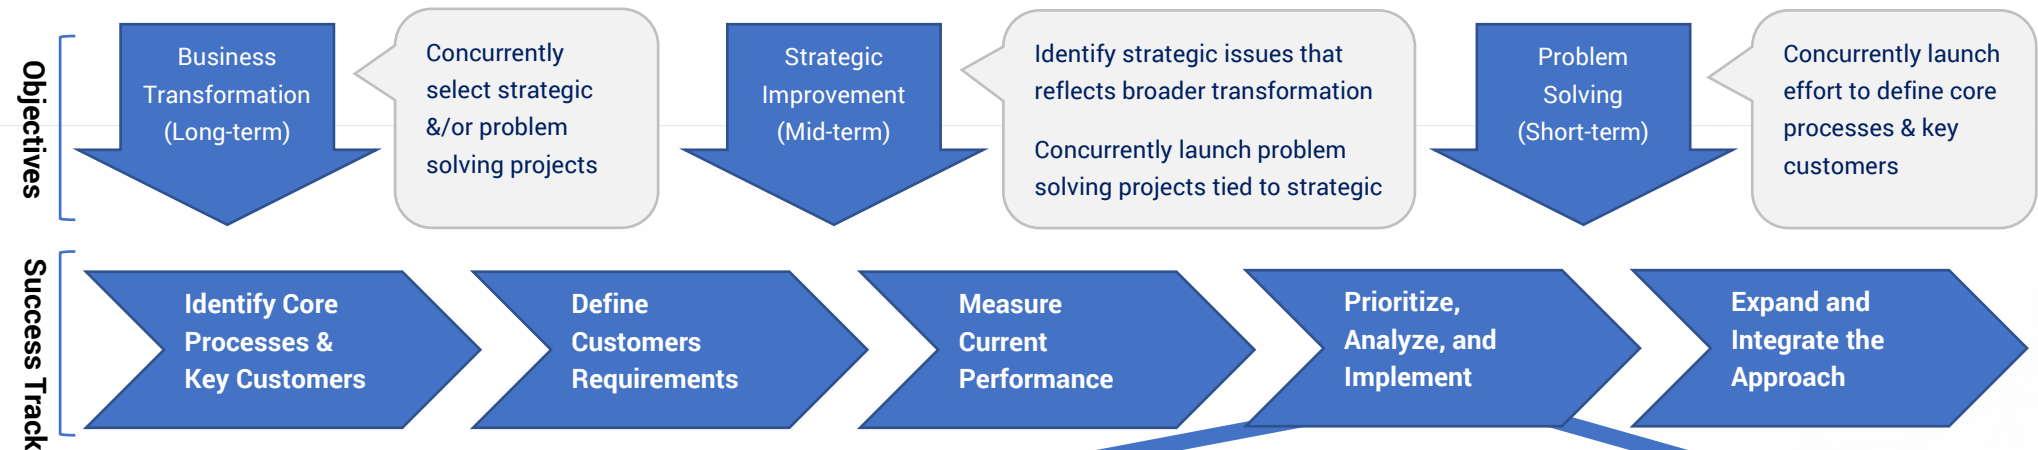 Objectives
Business
Transformation
(Long-term)
Concurrently
select strategic
&/or problem
solving projects
Strategic
Improvement
(Mid-term)
Identify strategic issues that
reflects broader transformation
Concurrently launch problem
solving projects tied to strategic
Problem
Solving
(Short-term)
Concurrently launch
effort to define core
processes & key
customers
Success Track
Identify Core
Processes &
Key Customers
Define
Customers
Requirements
Measure
Current
Performance
Prioritize,
Analyze, and
Implement
Expand and
Integrate the
Approach